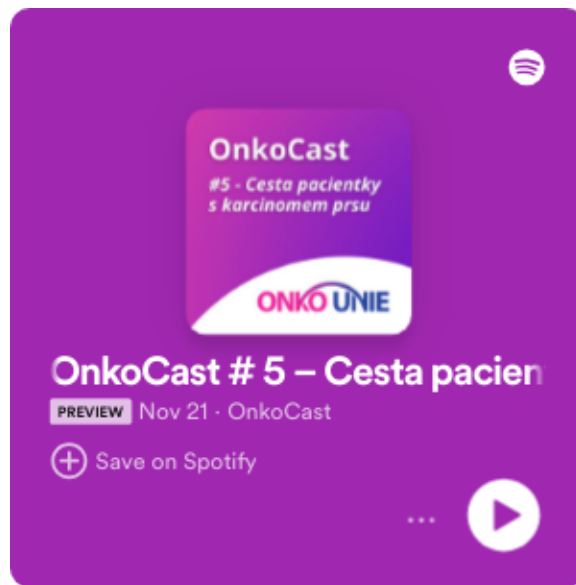 OnkoCast
#5 - Cesta pacientky
s karcinomem prsu
ONKO UNIE
OnkoCast # 5 – Cesta pacien
PREVIEW Nov 21 · OnkoCast
Save on Spotify